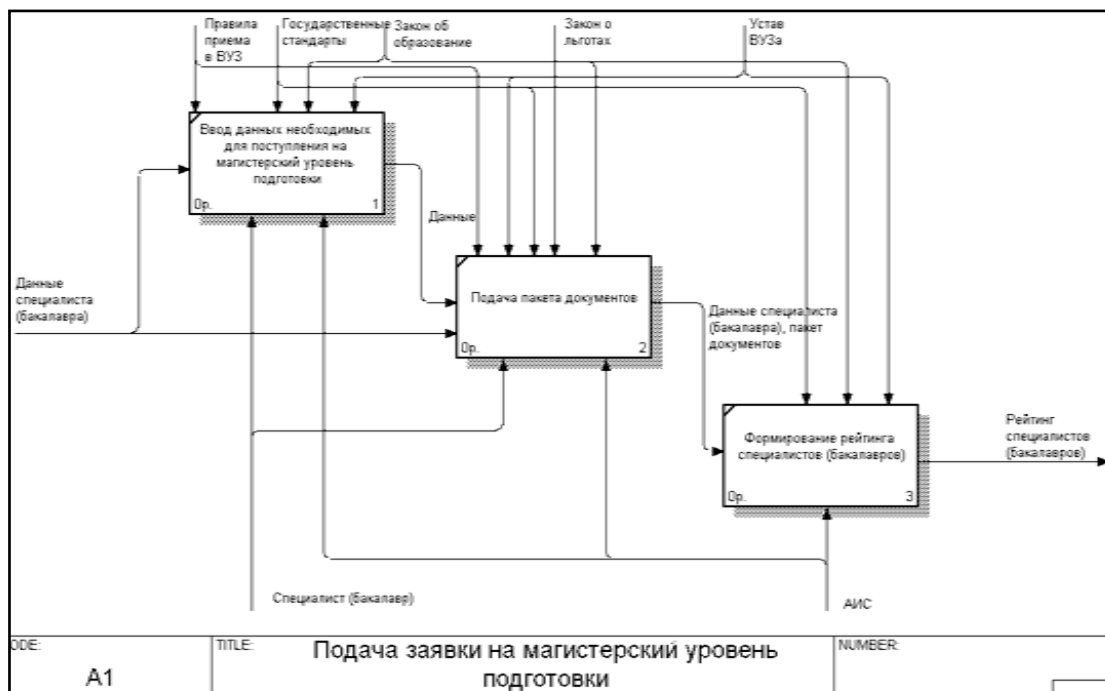 Правила
приема
в ВУЗ
Государственные
стандарты
Закон об
образование
Закон о
льготах
Устав
ВУЗа
Ввод данных необходимых
для поступления на
магистерский уровень
подготовки
0р.
1
Данные
Данные
специалиста
(бакалавра)
Подача пакета документов
0р.
2
Данные специалиста
(бакалавра), пакет
документов
Формирование рейтинга
специалистов (бакалавров)
0р.
3
Рейтинг
специалистов
(бакалавров)
Специалист (бакалавр)
АИС
ODE:
A1
TITLE:
Подача заявки на магистерский уровень
подготовки
NUMBER: